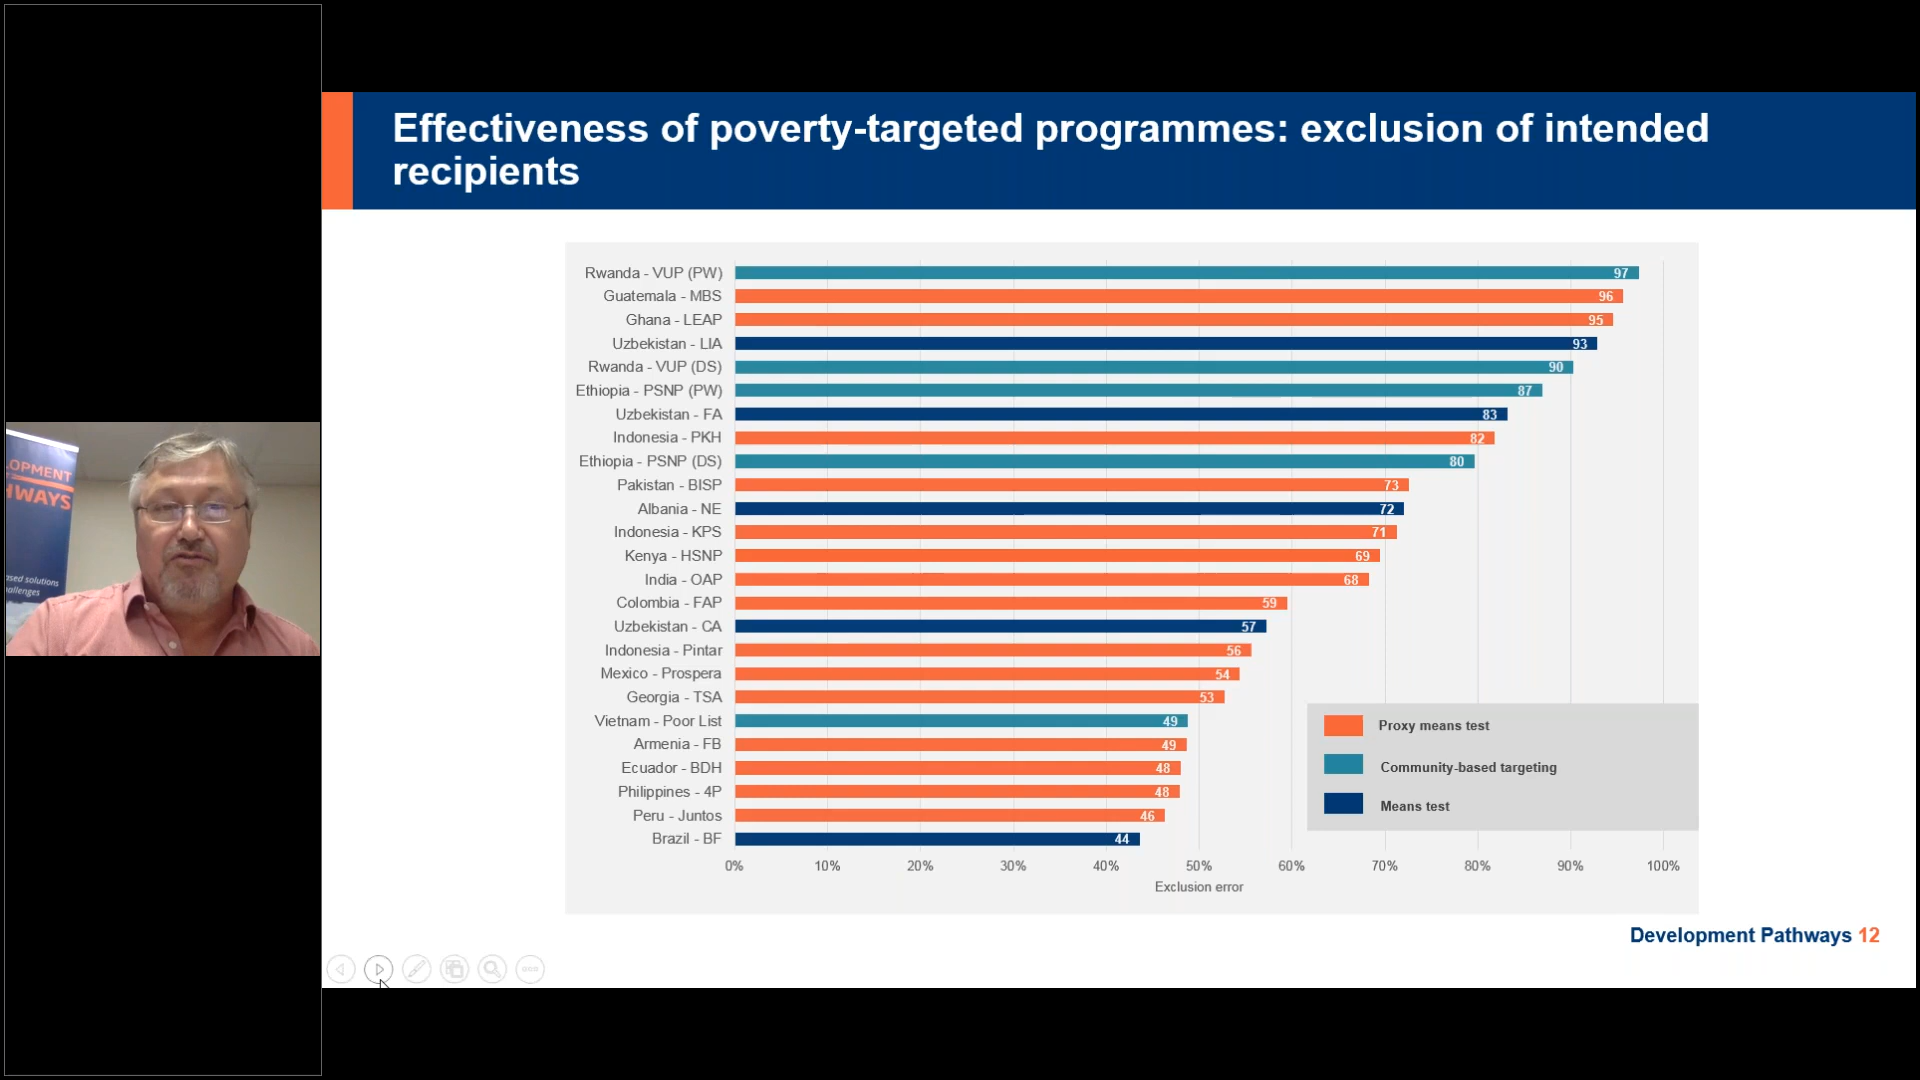 Effectiveness of poverty-targeted programmes: exclusion of intended
recipients
Rwanda - VUP (PW) 97
Guatemala - MBS 96
Ghana - LEAP 95
Uzbekistan - LIA 93
Rwanda - VUP (DS) 90
Ethiopia - PSNP (PW) 87
Uzbekistan - FA 83
Indonesia - PKH 82
Ethiopia - PSNP (DS) 80
Pakistan - BISP 73
Albania - NE 72
Indonesia - KPS 71
Kenya - HSNP 69
India - OAP 68
Colombia - FAP 59
Uzbekistan - CA 57
Indonesia - Pintar 56
Mexico - Prospera 54
Georgia - TSA 53
Vietnam - Poor List 49
Armenia - FB 49
Ecuador - BDH 48
Philippines - 4P 48
Peru - Juntos 46
Brazil - BF 44
0% 10% 20% 30% 40% 50% 60% 70% 80% 90% 100%
Exclusion error
Proxy means test
Community-based targeting
Means test
Development Pathways 12
OPMENT
HWAYS
ased solutions
allenges